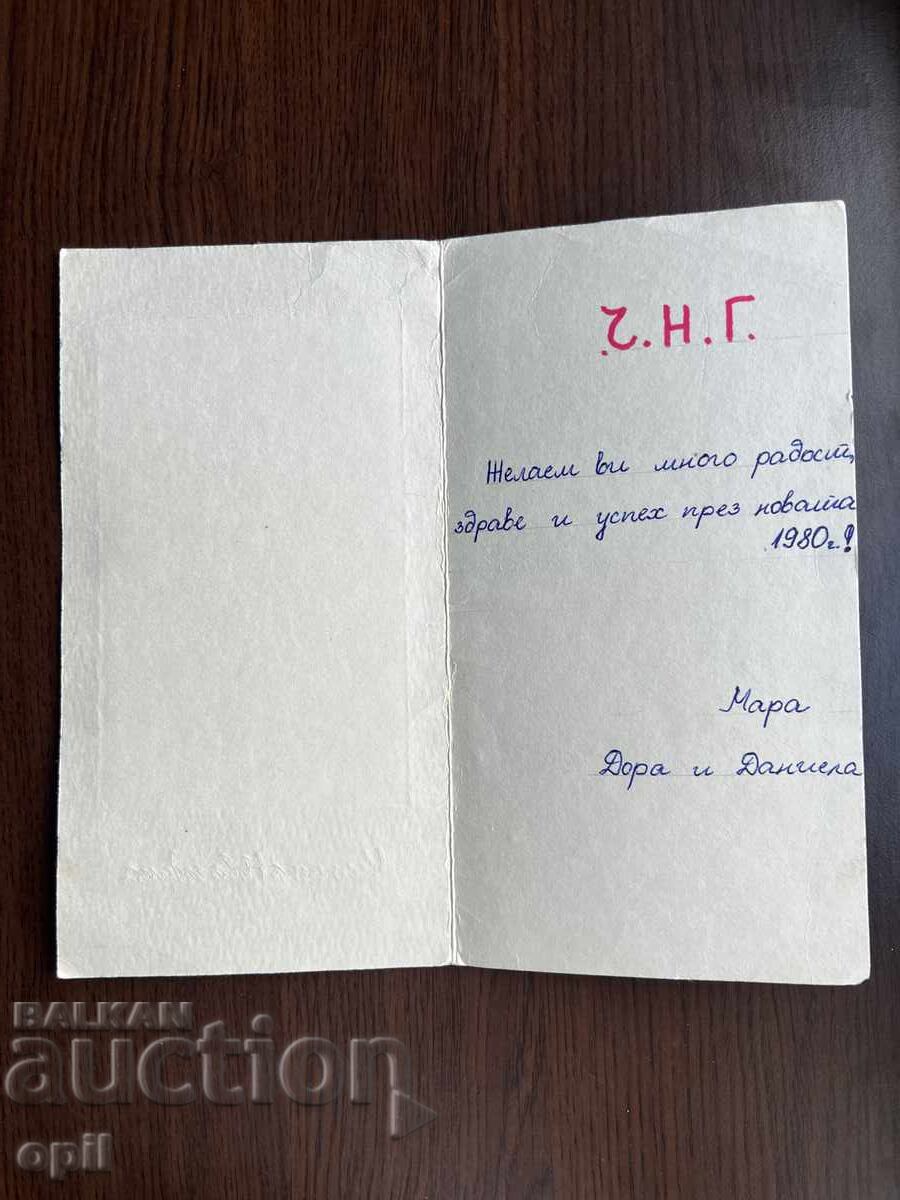 Ч.Н.Г.
Желаем ви много радост,
здраве и успех през новата
1980г.!
Мара
Дора и Даниела
BALKAN
auction
opil